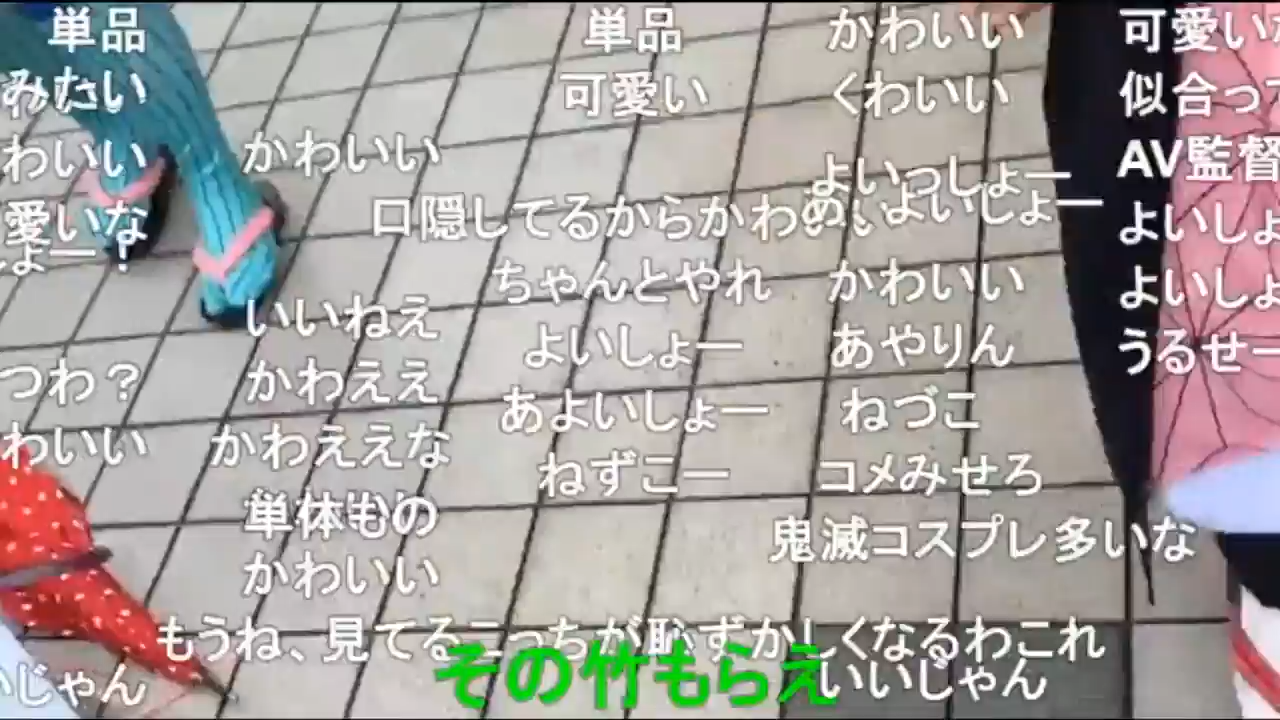 単品
単品
かわいい
可愛い
みたい
可愛い
くわいい
似合っ
わいい
かわいい
よいっしょー
AV監督
愛いな
口隠してるからかわ
よいしょー
よいしょ
しょー！
ちゃんとやれ
かわいい
よいしょ
いいねえ
よいしょー
あやりん
うるせー
つわ？
かわええ
あよいしょー
ねづこ
わいい
かわええな
ねずこー
コメみせろ
単体もの
鬼滅コスプレ多いな
かわいい
もうね、見てるこっちが恥ずかしくなるわこれ
じゃん
その竹もらえ
いいじゃん